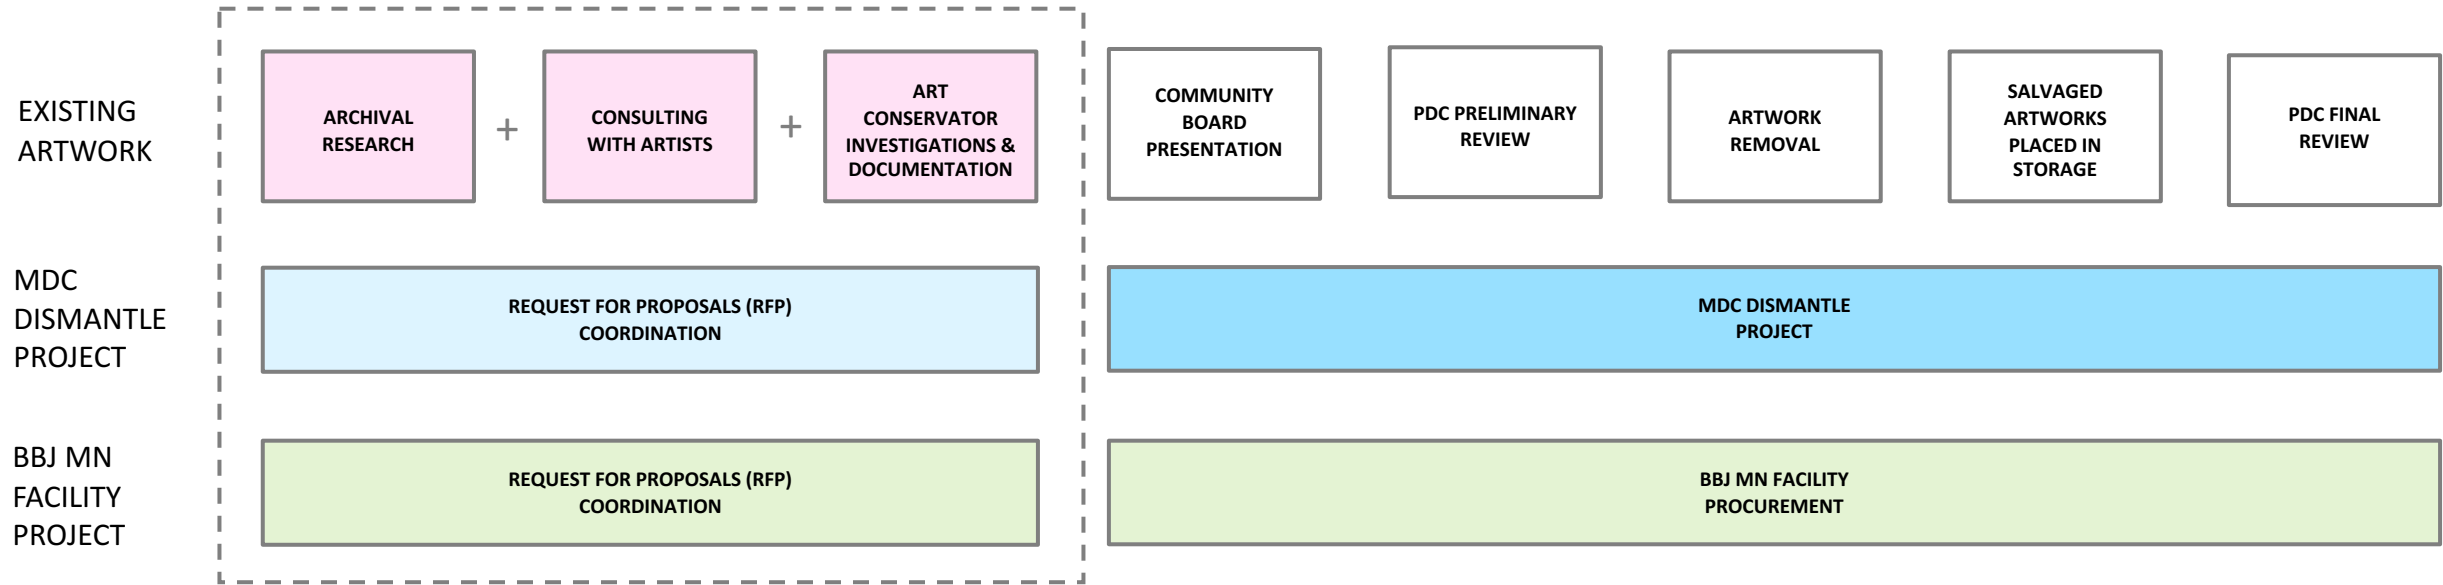 EXISTING
ARTWORK
ARCHIVAL
RESEARCH
+
CONSULTING
WITH ARTISTS
+
ART
CONSERVATOR
INVESTIGATIONS &
DOCUMENTATION
COMMUNITY
BOARD
PRESENTATION
PDC PRELIMINARY
REVIEW
ARTWORK
REMOVAL
SALVAGED
ARTWORKS
PLACED IN
STORAGE
PDC FINAL
REVIEW
MDC
DISMANTLE
PROJECT
REQUEST FOR PROPOSALS (RFP)
COORDINATION
MDC DISMANTLE
PROJECT
BBJ MN
FACILITY
PROJECT
REQUEST FOR PROPOSALS (RFP)
COORDINATION
BBJ MN FACILITY
PROCUREMENT